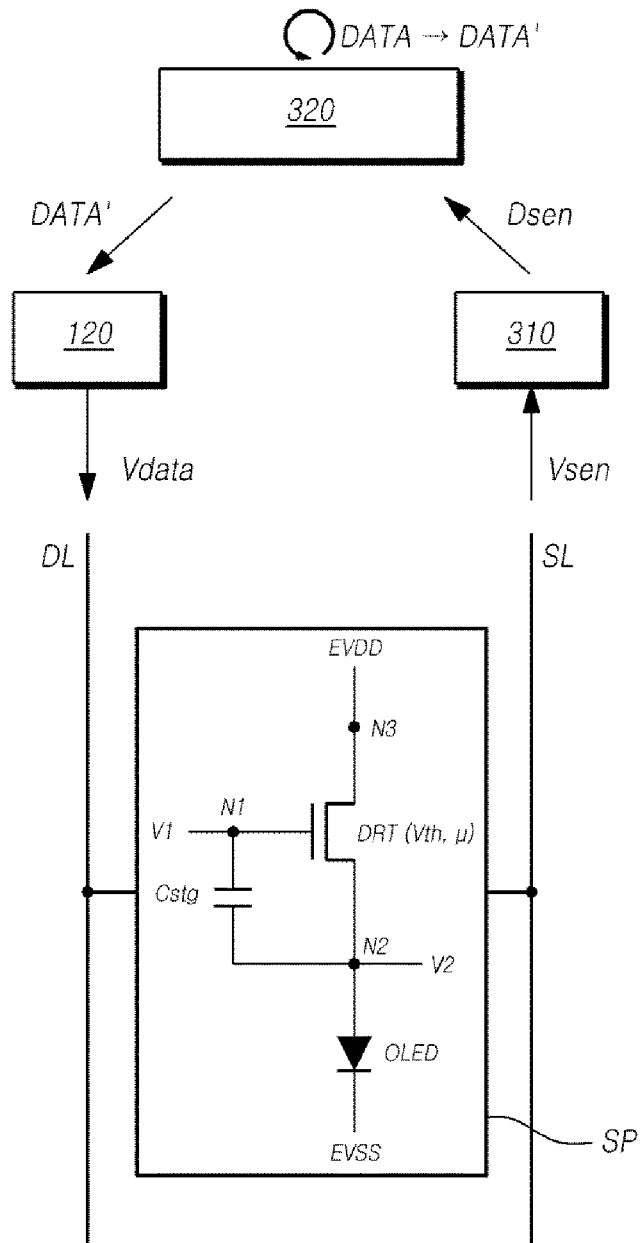 DATA → DATA'
320
DATA'
Dsen
120
310
Vdata
Vsen
DL
SL
EVDD
N3
N1
V1
DRT (Vth, μ)
Cstg
N2
V2
OLED
EVSS
SP